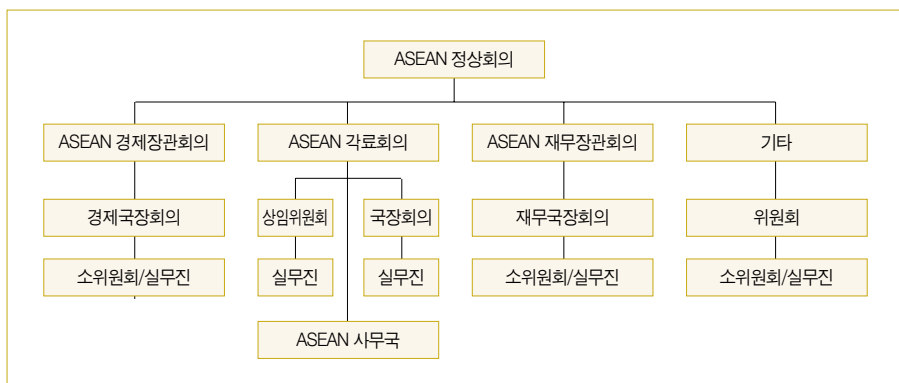 ASEAN 정상회의
ASEAN 경제장관회의
ASEAN 각료회의
ASEAN 재무장관회의
기타
경제국장회의
상임위원회
국장회의
재무국장회의
위원회
소위원회/실무진
실무진
실무진
소위원회/실무진
소위원회/실무진
ASEAN 사무국